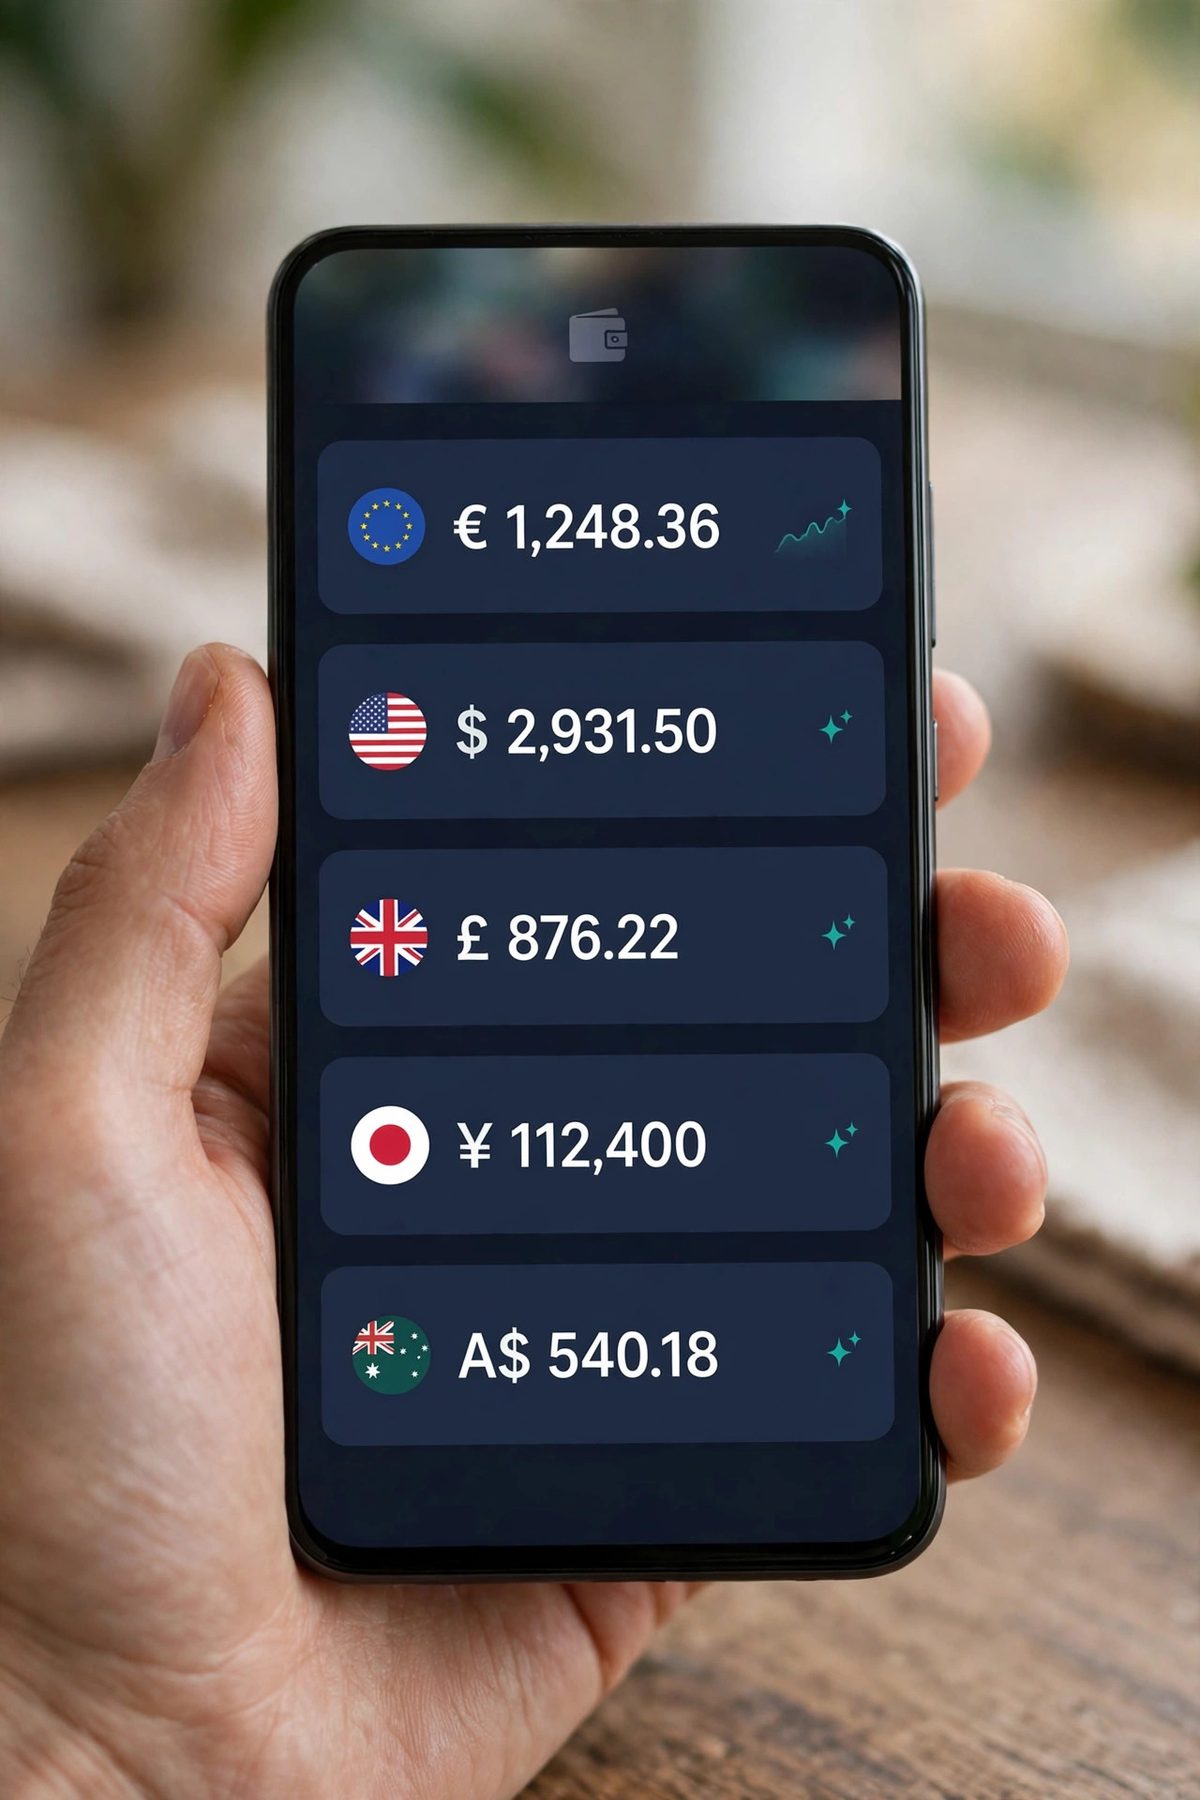 € 1,248.36
$ 2,931.50
£ 876.22
¥ 112,400
A$ 540.18